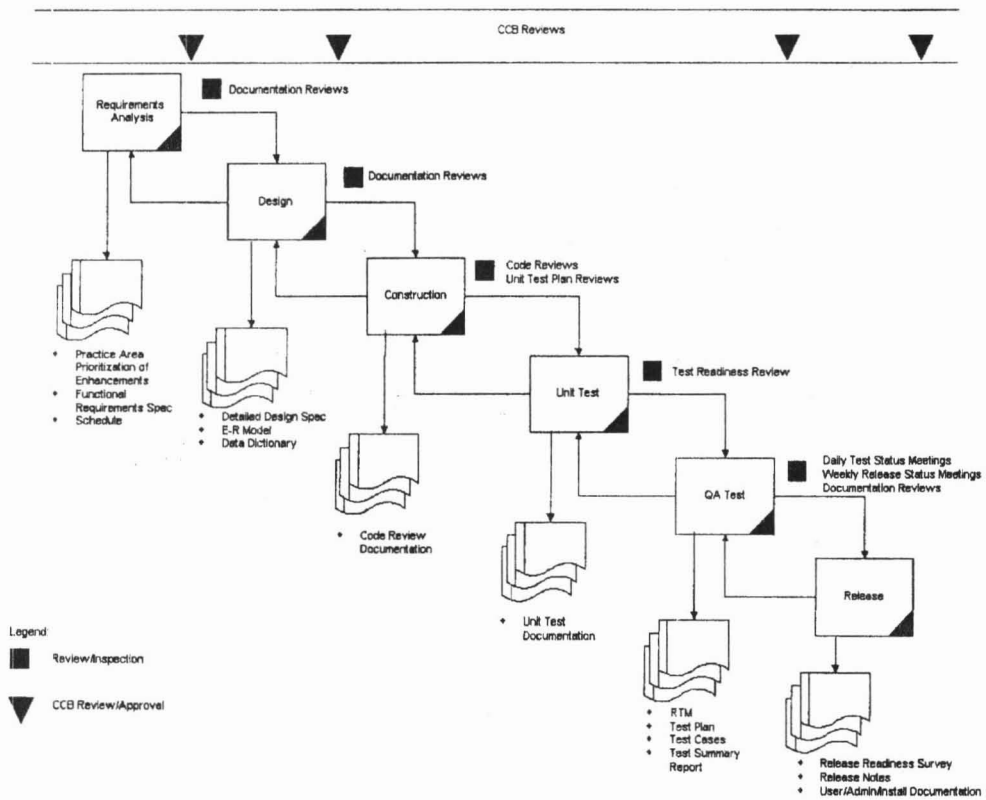 CCB Reviews
Requirements
Analysis
Documentation Reviews
Design
Documentation Reviews
Construction
Code Reviews
Unit Test Plan Reviews
Unit Test
Test Readiness Review
QA Test
Daily Test Status Meetings
Weekly Release Status Meetings
Documentation Reviews
Release
Practice Area
Prioritization of
Enhancements
Functional
Requirements Spec
Schedule
Detailed Design Spec
E-R Model
Data Dictionary
Code Review
Documentation
Unit Test
Documentation
RTM
Test Plan
Test Cases
Test Summary
Report
Release Readiness Survey
Release Notes
User/Admin/Install Documentation
Legend:
Review/Inspection
CCB Review/Approval